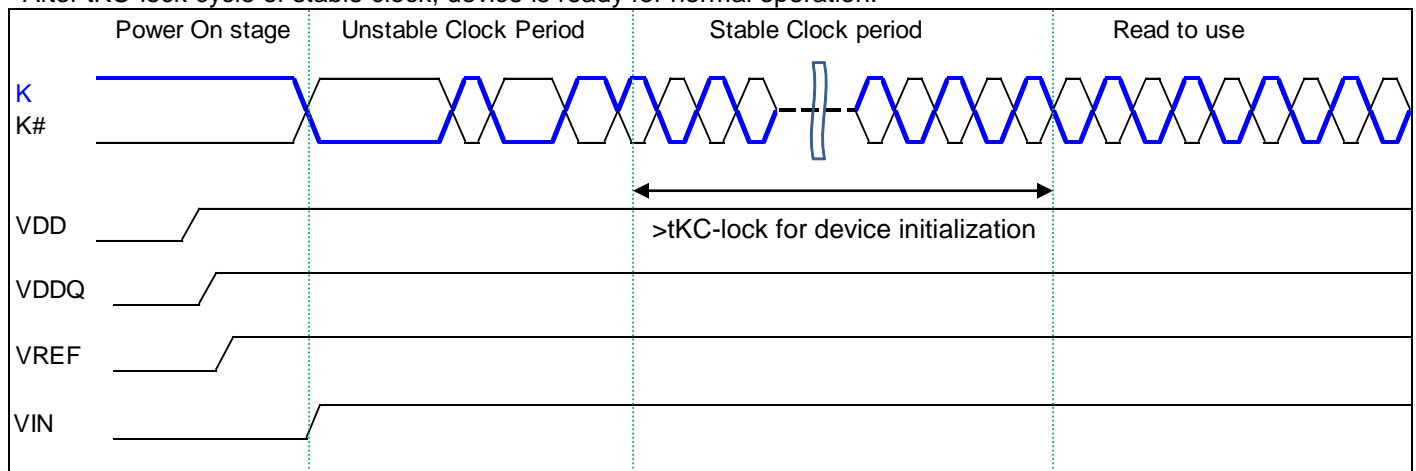 After tKC-lock cycle of stable clock, device is ready for normal operation.
Power On stage Unstable Clock Period Stable Clock period Read to use
K
K#
VDD
>tKC-lock for device initialization
VDDQ
VREF
VIN